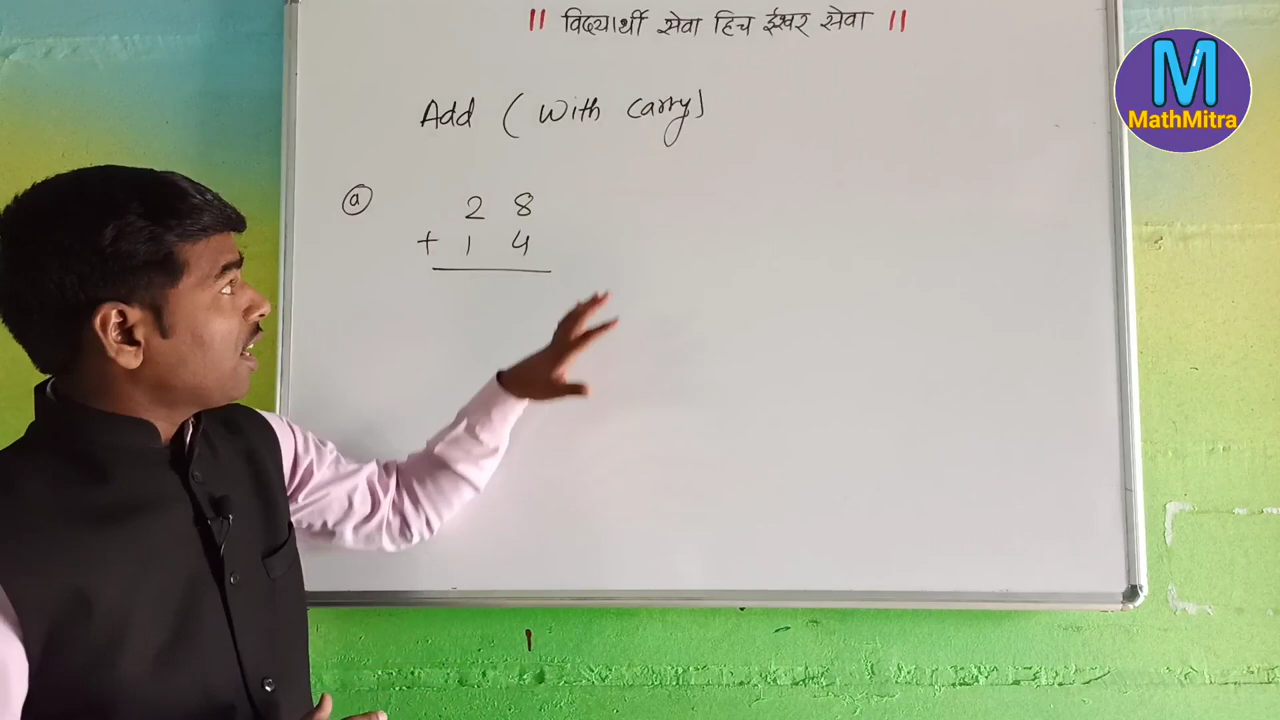 || विद्यार्थी सेवा हिच ईश्वर सेवा ||
M
MathMitra
Add (With Carry)
ⓐ 2 8
+ 1 4